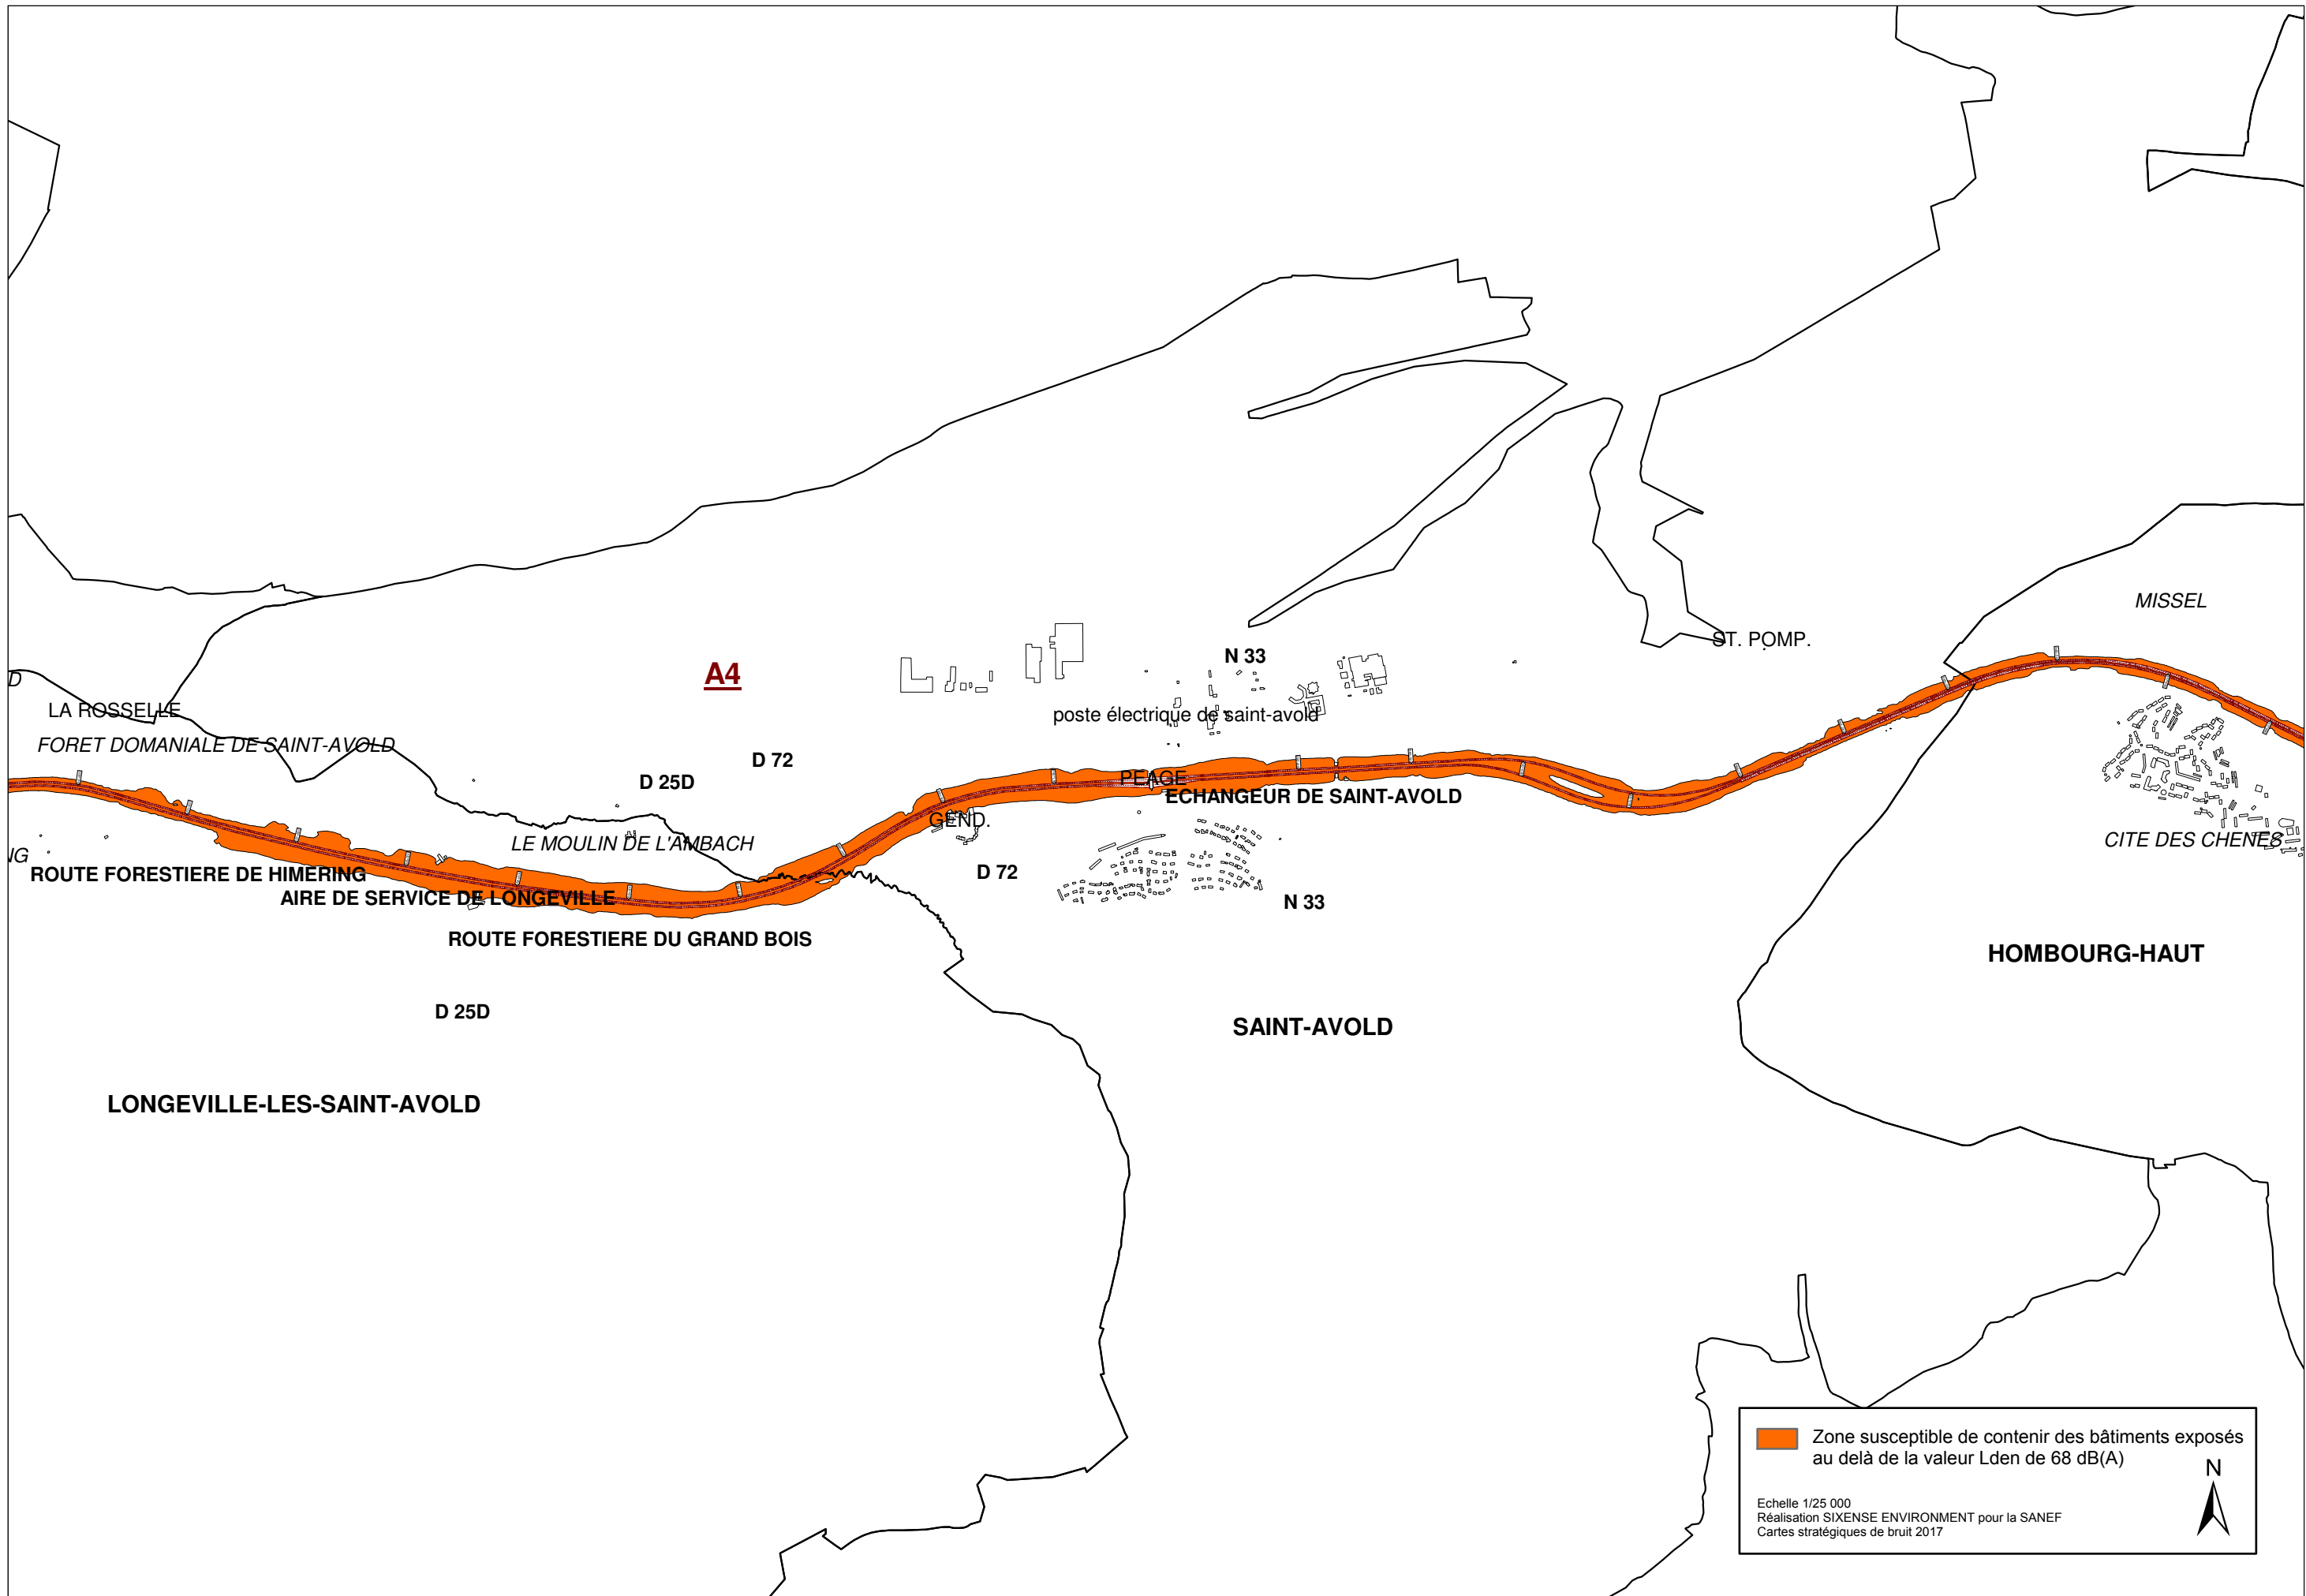 MISSEL
ST. POMP.
N 33
A4
D
LA ROSSELLE
poste électrique de saint-avold
FORET DOMANIALE DE SAINT-AVOLD
D 72
D 25D
PEAGE
ECHANGEUR DE SAINT-AVOLD
GEND.
LE MOULIN DE L'AMBACH
CITE DES CHENES
NG
ROUTE FORESTIERE DE HIMERING
D 72
AIRE DE SERVICE DE LONGEVILLE
N 33
ROUTE FORESTIERE DU GRAND BOIS
HOMBOURG-HAUT
D 25D
SAINT-AVOLD
LONGEVILLE-LES-SAINT-AVOLD
Zone susceptible de contenir des bâtiments exposés
au delà de la valeur Lden de 68 dB(A)
N
Echelle 1/25 000
Réalisation SIXENSE ENVIRONMENT pour la SANEF
Cartes stratégiques de bruit 2017